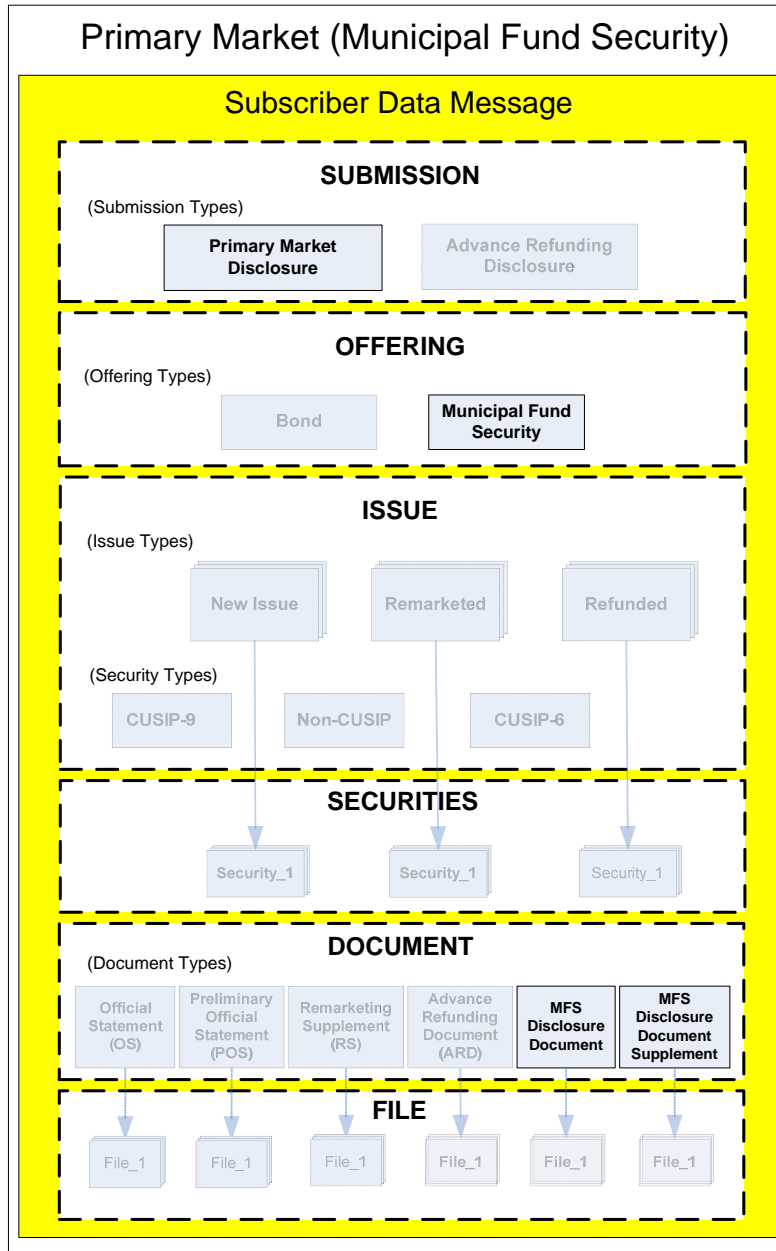 Primary Market (Municipal Fund Security)
Subscriber Data Message
SUBMISSION
(Submission Types)
Primary Market
Disclosure
Advance Refunding
Disclosure
OFFERING
(Offering Types)
Bond
Municipal Fund
Security
ISSUE
(Issue Types)
New Issue
Remarketed
Refunded
(Security Types)
CUSIP-9
Non-CUSIP
CUSIP-6
SECURITIES
Security_1
Security_1
Security_1
DOCUMENT
(Document Types)
Official
Statement
(OS)
Preliminary
Official
Statement
(POS)
Remarketing
Supplement
(RS)
Advance
Refunding
Document
(ARD)
MFS
Disclosure
Document
MFS
Disclosure
Document
Supplement
FILE
File_1
File_1
File_1
File_1
File_1
File_1